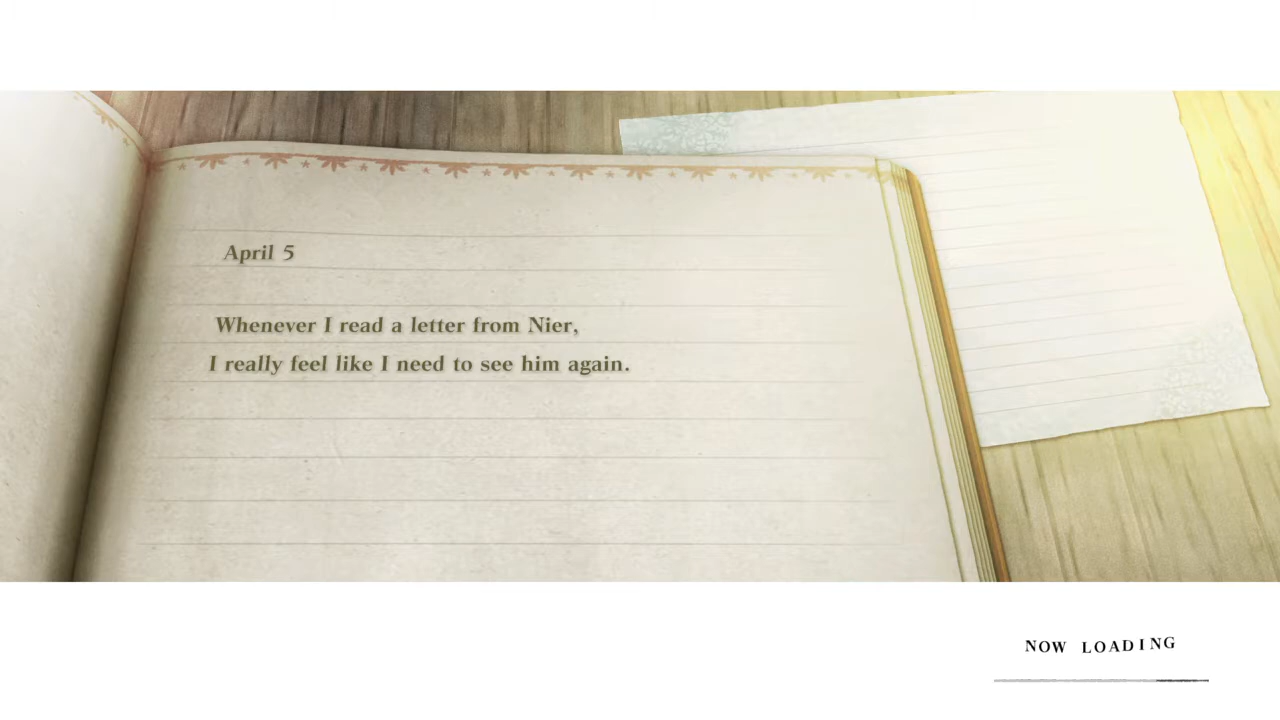 April 5
Whenever I read a letter from Nier,
I really feel like I need to see him again.
NOW LOADING